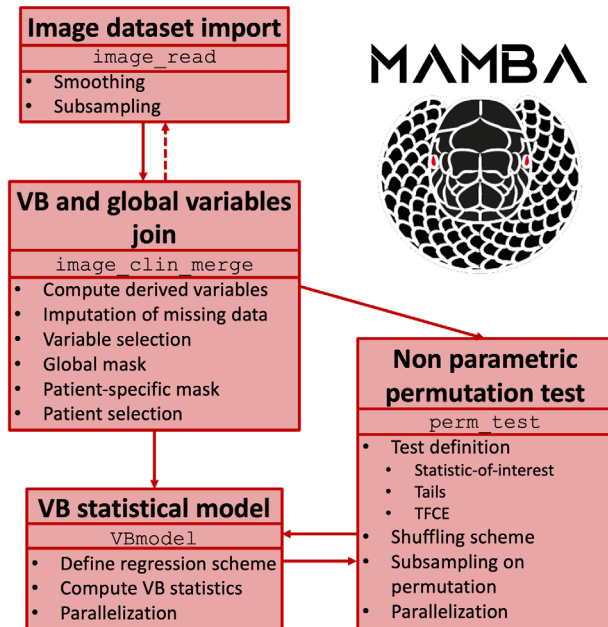 Image dataset import
image_read
• Smoothing
• Subsampling
MAMBA
VB and global variables
join
image_clin_merge
• Compute derived variables
• Imputation of missing data
• Variable selection
• Global mask
• Patient-specific mask
• Patient selection
Non parametric
permutation test
perm_test
• Test definition
• Statistic-of-interest
• Tails
• TFCE
• Shuffling scheme
• Subsampling on
permutation
• Parallelization
VB statistical model
VBmodel
• Define regression scheme
• Compute VB statistics
• Parallelization